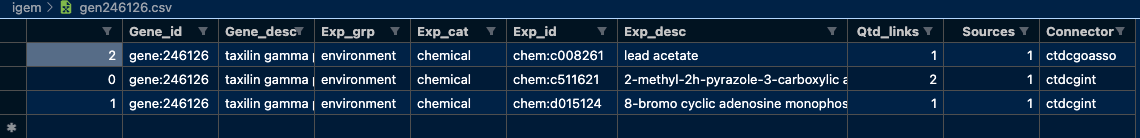 igem > gen246126.csv
Gene_id Gene_desc Exp_grp Exp_cat Exp_id Exp_desc Qtd_links Sources Connector
2 gene:246126 taxilin gamma environment chemical chem:c008261 lead acetate 1 1 ctdcgoasso
0 gene:246126 taxilin gamma environment chemical chem:c511621 2-methyl-2h-pyrazole-3-carboxylic 2 1 ctdcgint
1 gene:246126 taxilin gamma environment chemical chem:d015124 8-bromo cyclic adenosine monophos 1 1 ctdcgint
*